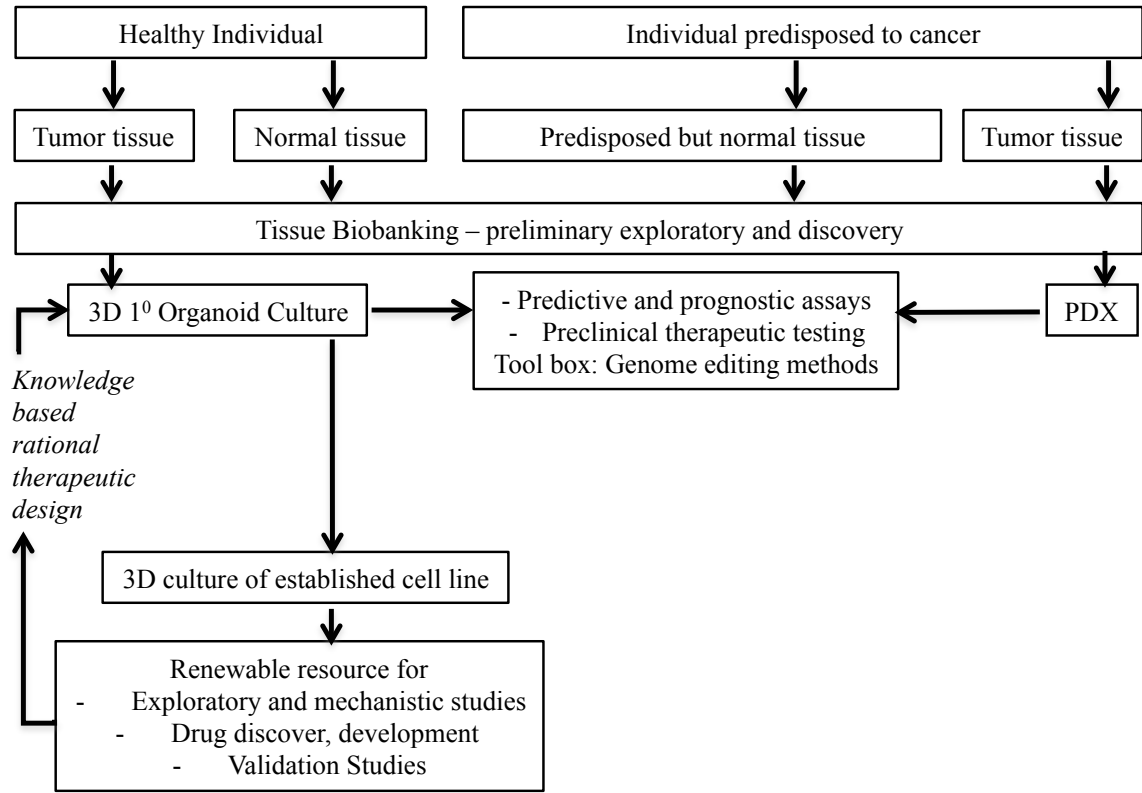 Healthy Individual
Individual predisposed to cancer
Tumor tissue
Normal tissue
Predisposed but normal tissue
Tumor tissue
Tissue Biobanking – preliminary exploratory and discovery
3D 1⁰ Organoid Culture
- Predictive and prognostic assays
- Preclinical therapeutic testing
Tool box: Genome editing methods
PDX
Knowledge
based
rational
therapeutic
design
3D culture of established cell line
Renewable resource for
- Exploratory and mechanistic studies
- Drug discover, development
- Validation Studies